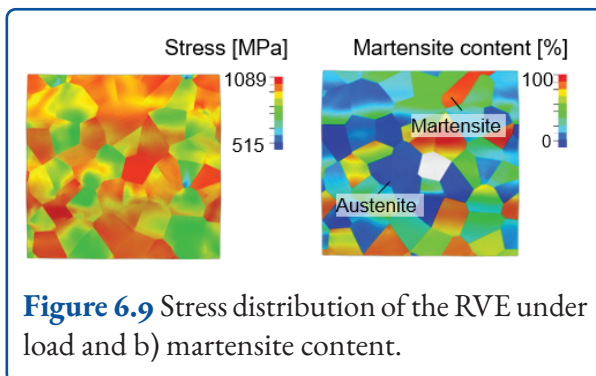 Stress [MPa]
1089
515
Martensite content [%]
100
0
Martensite
Austenite
Figure 6.9 Stress distribution of the RVE under
load and b) martensite content.